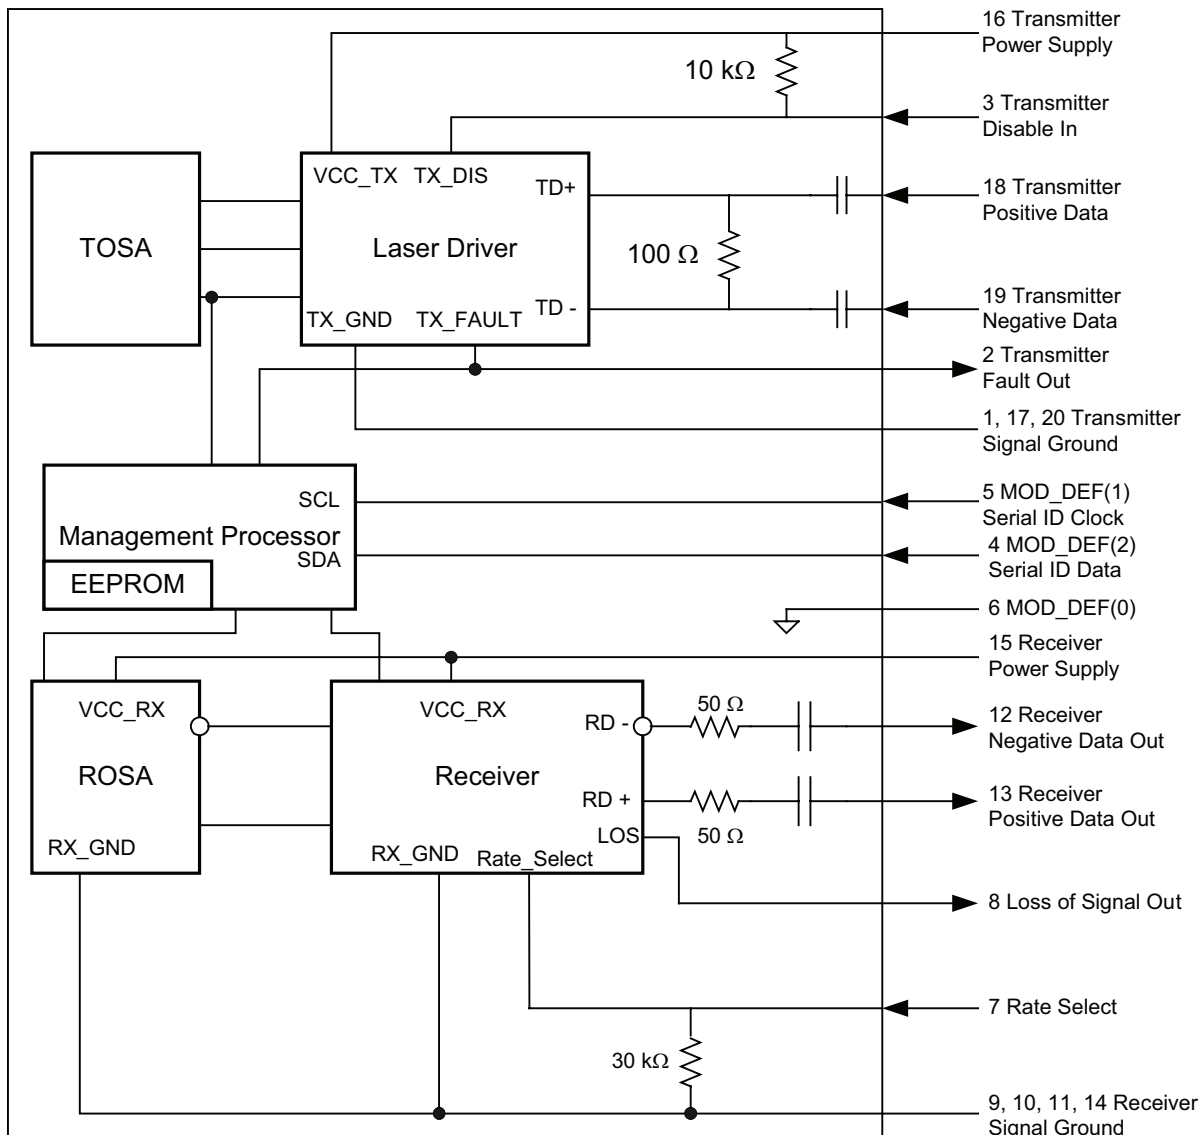 16 Transmitter
Power Supply
10 kΩ
3 Transmitter
Disable In
VCC_TX TX_DIS
TD+
18 Transmitter
Positive Data
TOSA
Laser Driver
100 Ω
TX_GND TX_FAULT
TD -
19 Transmitter
Negative Data
2 Transmitter
Fault Out
1, 17, 20 Transmitter
Signal Ground
SCL
5 MOD_DEF(1)
Serial ID Clock
Management Processor
SDA
4 MOD_DEF(2)
Serial ID Data
EEPROM
6 MOD_DEF(0)
15 Receiver
Power Supply
VCC_RX
VCC_RX
RD -
50 Ω
12 Receiver
Negative Data Out
ROSA
Receiver
RD +
50 Ω
13 Receiver
Positive Data Out
LOS
RX_GND
RX_GND
Rate_Select
8 Loss of Signal Out
7 Rate Select
30 kΩ
9, 10, 11, 14 Receiver
Signal Ground